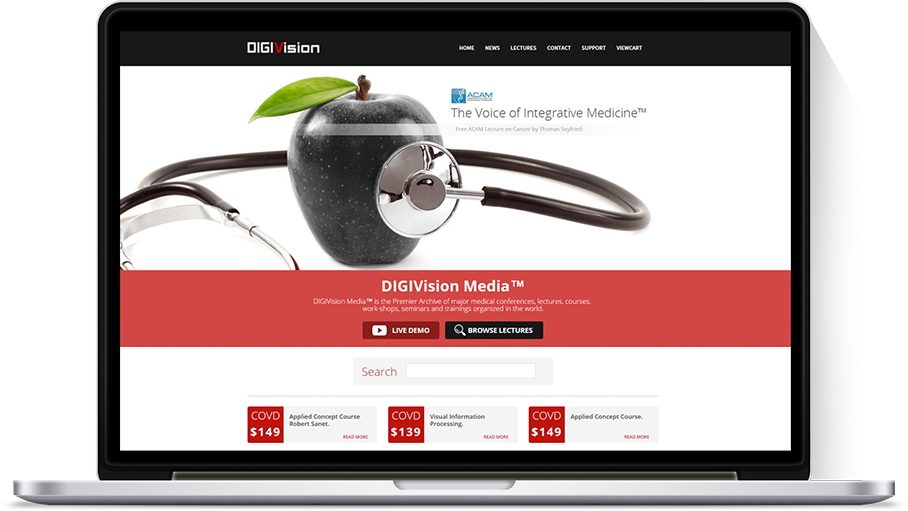 DIGIVision
HOME NEWS LECTURES CONTACT SUPPORT VIEWCART
ACAM
The Voice of Integrative Medicine™
Free ACAM Lecture on Cancer by Thomas Seyfried!
DIGIVision Media™
DIGIVision Media™ is the Premier Archive of major medical conferences, lectures, courses,
work-shops, seminars and trainings organized in the world.
LIVE DEMO BROWSE LECTURES
Search
COVD
$149
Applied Concept Course
Robert Sanet.
READ MORE
COVD
$139
Visual Information
Processing.
READ MORE
COVD
$149
Applied Concept Course.
READ MORE